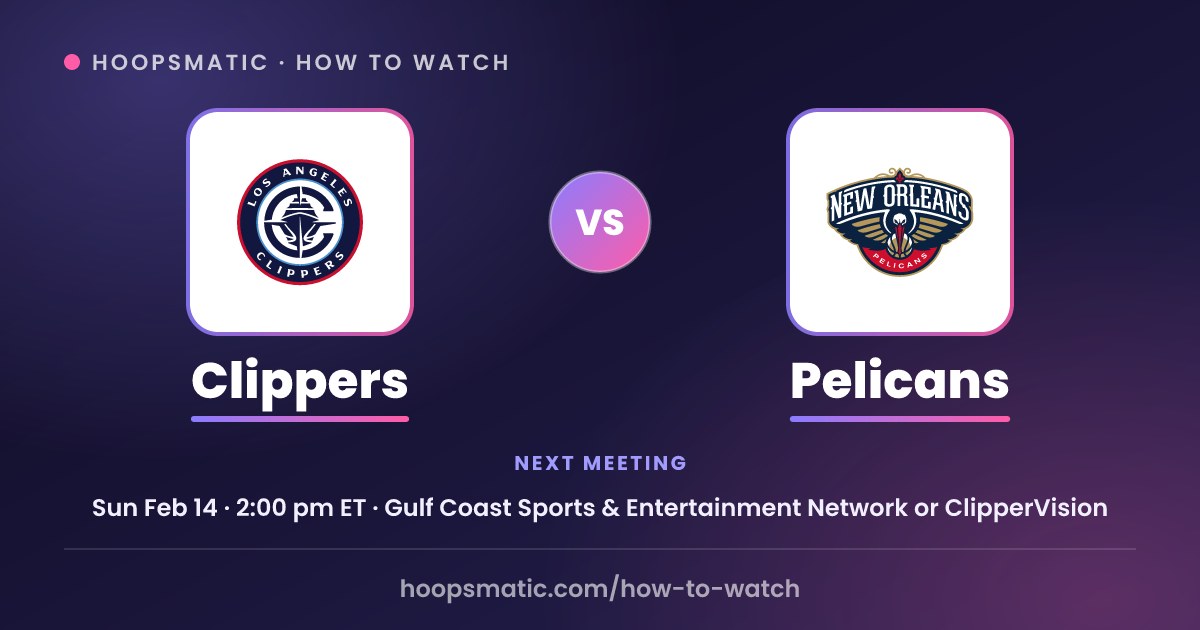 HOOPSMATIC · HOW TO WATCH
LOS ANGELES
CLIPPERS
VS
NEW ORLEANS
PELICANS
Clippers
Pelicans
NEXT MEETING
Sun Feb 14 · 2:00 pm ET · Gulf Coast Sports & Entertainment Network or ClipperVision
hoopsmatic.com/how-to-watch